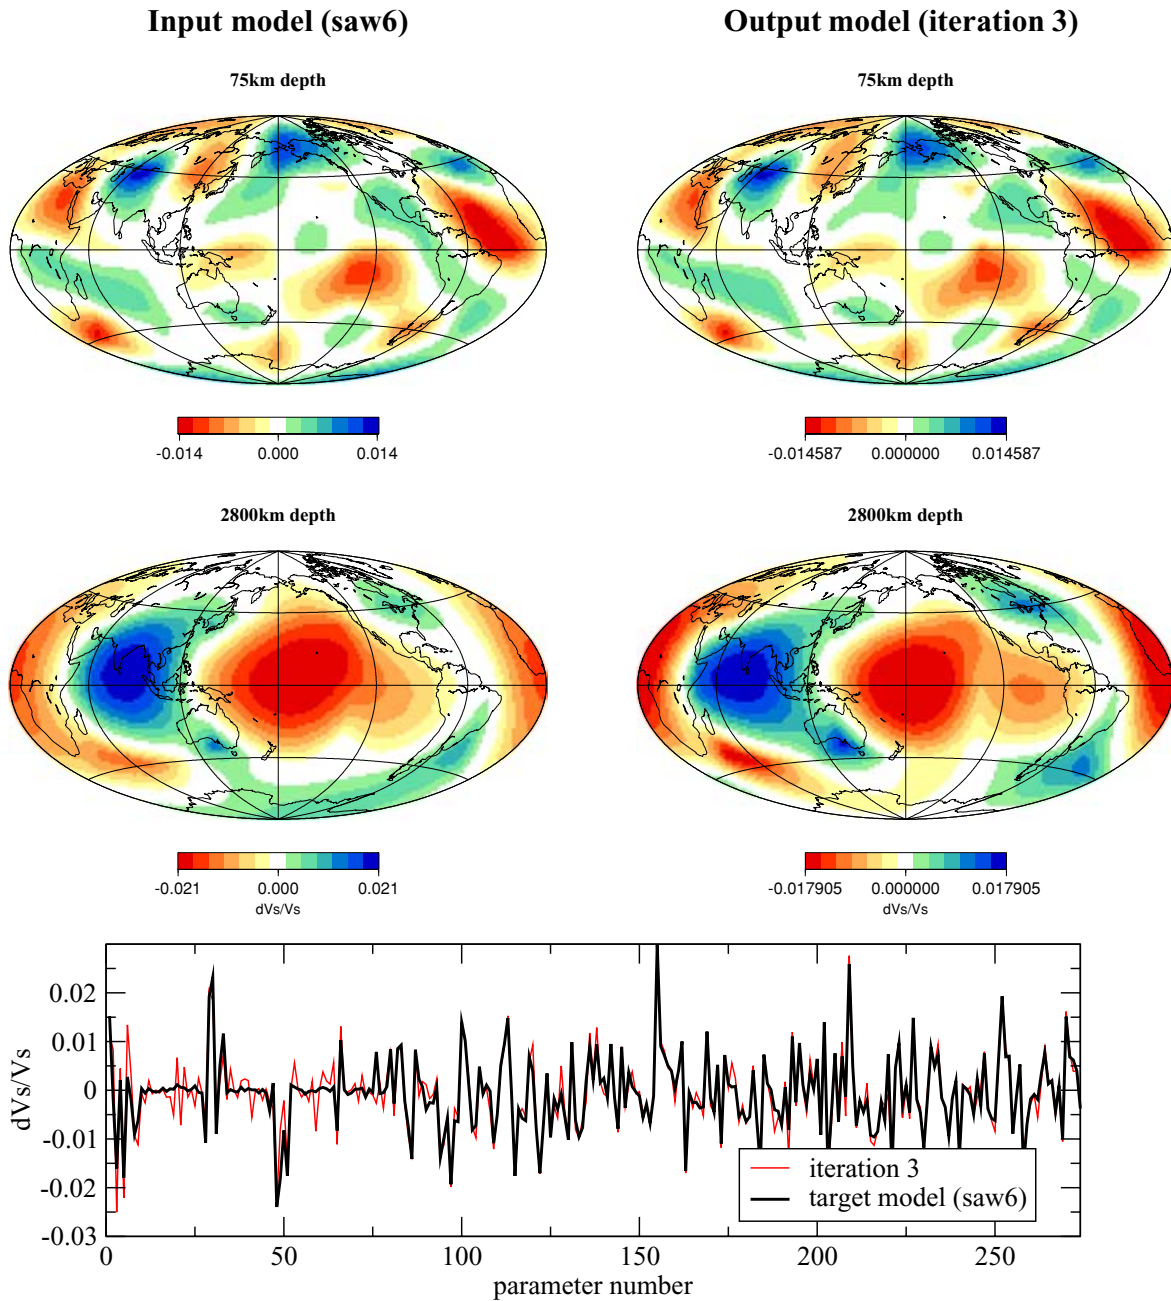 Input model (saw6) Output model (iteration 3)
75km depth 75km depth
-0.014 0.000 0.014 -0.014587 0.000000 0.014587
2800km depth 2800km depth
-0.021 0.000 0.021 -0.017905 0.000000 0.017905
dVs/Vs dVs/Vs
0.02
0.01
0
-0.01
-0.02
-0.03
dVs/Vs
iteration 3
target model (saw6)
0 50 100 150 200 250
parameter number